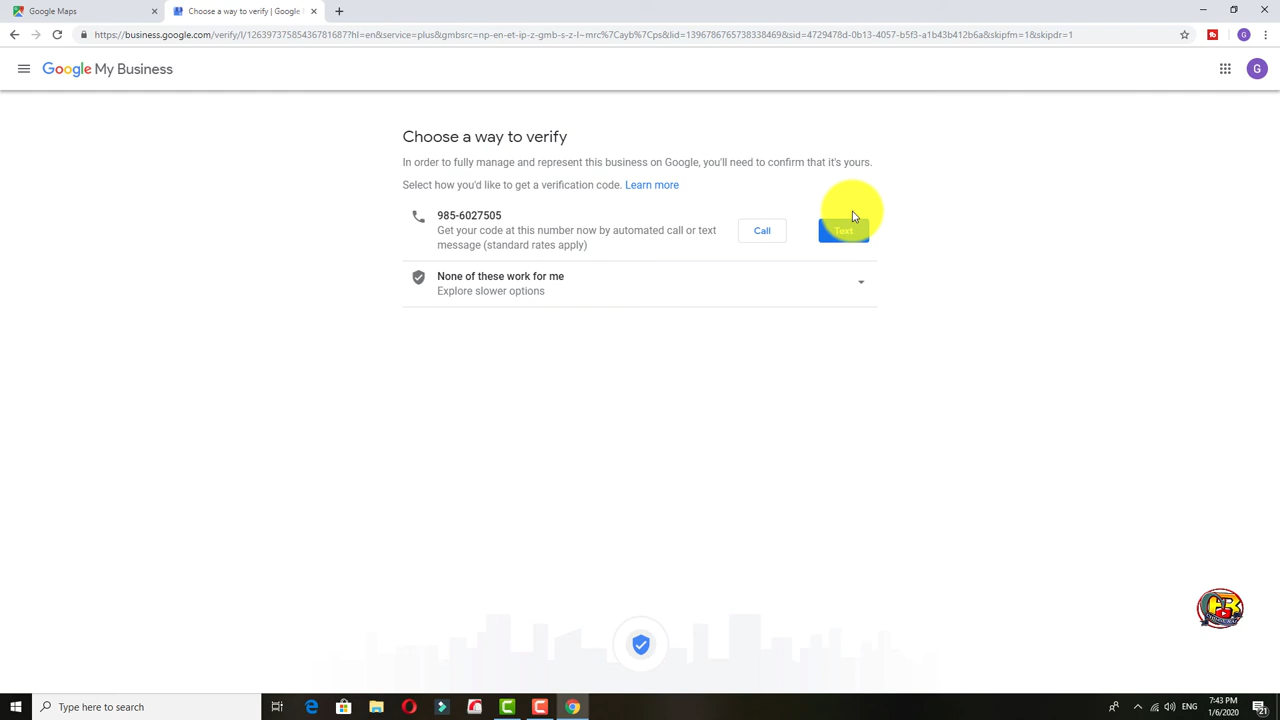 Google Maps
Choose a way to verify | Google
https://business.google.com/verify/l/12639737585436781687?hl=en&service=plus&gmbsrc=np-en-et-ip-z-gmb-s-z-l~mrc%7Cayb%7Cps&lid=13967867657383384​69&sid=4729478d-0b13-4057-b5f3-a1b43b412b6a&skipfm=1&skipdr=1
G
Google My Business
G
Choose a way to verify
In order to fully manage and represent this business on Google, you'll need to confirm that it's yours.
Select how you'd like to get a verification code. Learn more
985-6027505
Get your code at this number now by automated call or text
message (standard rates apply)
Call
Text
None of these work for me
Explore slower options
Type here to search
ENG
7:43 PM
1/6/2020
21